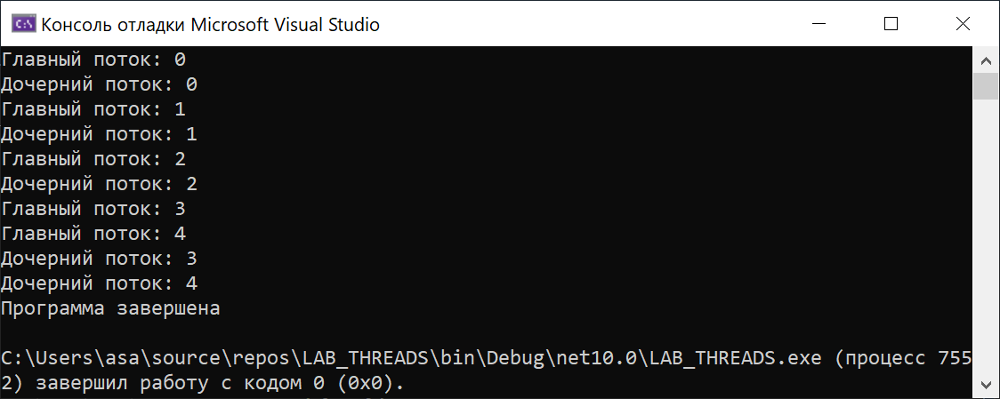 Консоль отладки Microsoft Visual Studio
Главный поток: 0
Дочерний поток: 0
Главный поток: 1
Дочерний поток: 1
Главный поток: 2
Дочерний поток: 2
Главный поток: 3
Главный поток: 4
Дочерний поток: 3
Дочерний поток: 4
Программа завершена
C:\Users\asa\source\repos\LAB_THREADS\bin\Debug\net10.0\LAB_THREADS.exe (процесс 755
2) завершил работу с кодом 0 (0x0).